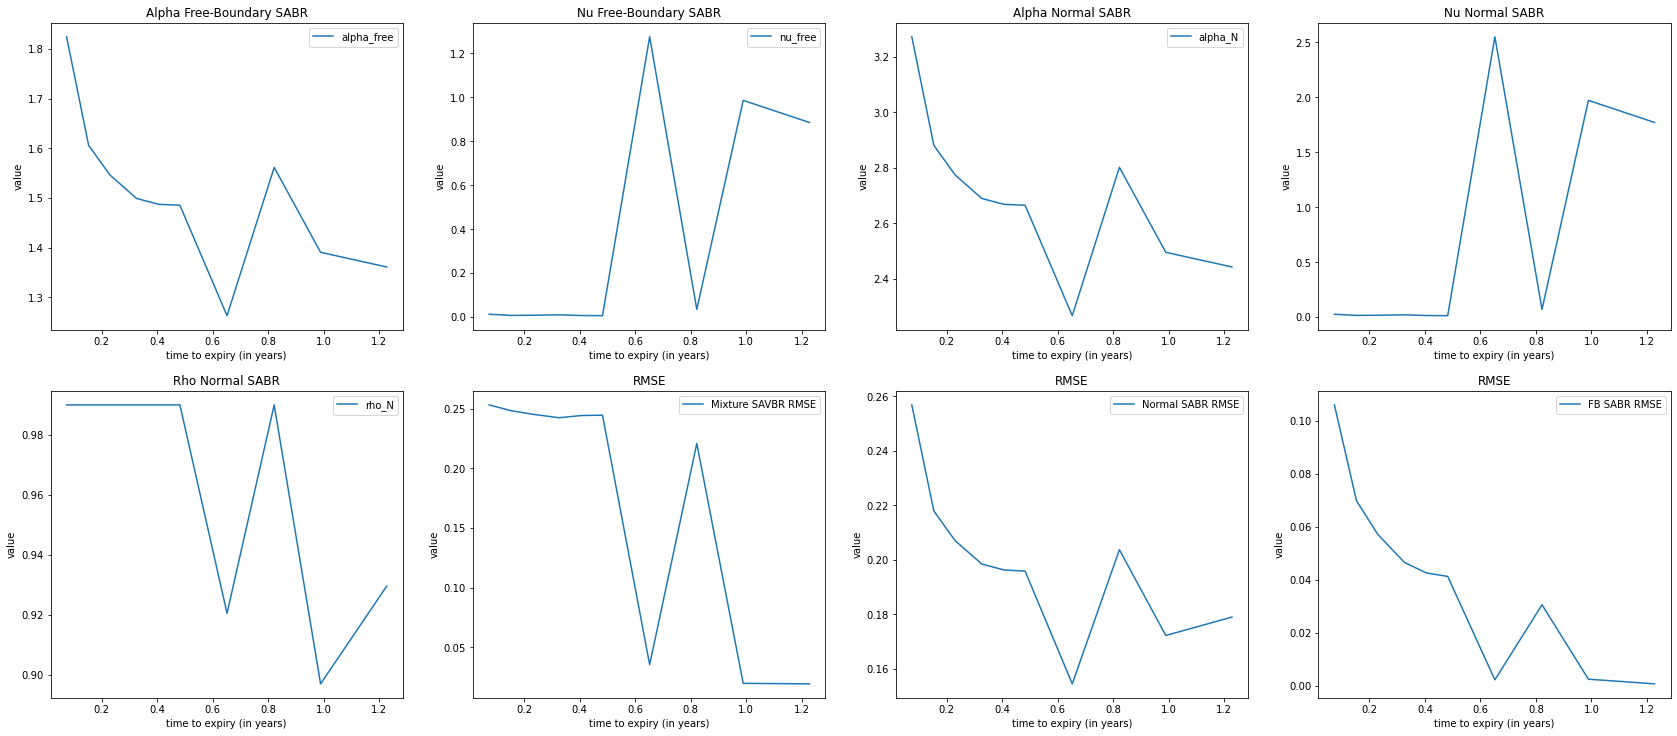 Alpha Free-Boundary SABR
alpha_free
value
1.8
1.7
1.6
1.5
1.4
1.3
0.2 0.4 0.6 0.8 1.0 1.2
time to expiry (in years)
Nu Free-Boundary SABR
nu_free
value
1.2
1.0
0.8
0.6
0.4
0.2
0.0
0.2 0.4 0.6 0.8 1.0 1.2
time to expiry (in years)
Alpha Normal SABR
alpha_N
value
3.2
3.0
2.8
2.6
2.4
0.2 0.4 0.6 0.8 1.0 1.2
time to expiry (in years)
Nu Normal SABR
nu_N
value
2.5
2.0
1.5
1.0
0.5
0.0
0.2 0.4 0.6 0.8 1.0 1.2
time to expiry (in years)
Rho Normal SABR
rho_N
value
0.98
0.96
0.94
0.92
0.90
0.2 0.4 0.6 0.8 1.0 1.2
time to expiry (in years)
RMSE
Mixture SAVBR RMSE
value
0.25
0.20
0.15
0.10
0.05
0.2 0.4 0.6 0.8 1.0 1.2
time to expiry (in years)
RMSE
Normal SABR RMSE
value
0.26
0.24
0.22
0.20
0.18
0.16
0.2 0.4 0.6 0.8 1.0 1.2
time to expiry (in years)
RMSE
FB SABR RMSE
value
0.10
0.08
0.06
0.04
0.02
0.00
0.2 0.4 0.6 0.8 1.0 1.2
time to expiry (in years)